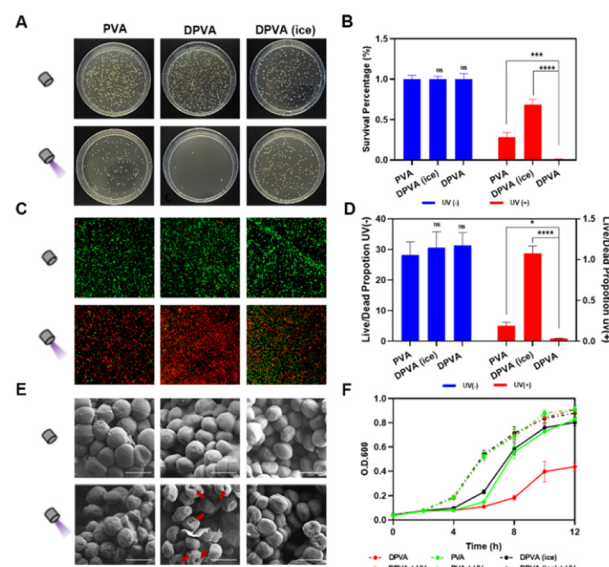 A
PVA
DPVA
DPVA (ice)
B
Survival Percentage (%)
1.5
1.0
0.5
0.0
ns
ns
***
****
PVA
DPVA (ice)
DPVA
PVA
DPVA (ice)
DPVA
UV (-)
UV (+)
C
D
Live/Dead Propotion UV(-)
40
30
20
10
0
ns
ns
*
****
1.5
1.0
0.5
0.0
Live/Dead Propotion UV(+)
PVA
DPVA (ice)
DPVA
PVA
DPVA (ice)
DPVA
UV(-)
UV(+)
E
F
O.D.600
1.0
0.8
0.6
0.4
0.2
0.0
0
4
8
12
Time (h)
DPVA
PVA
DPVA (ice)